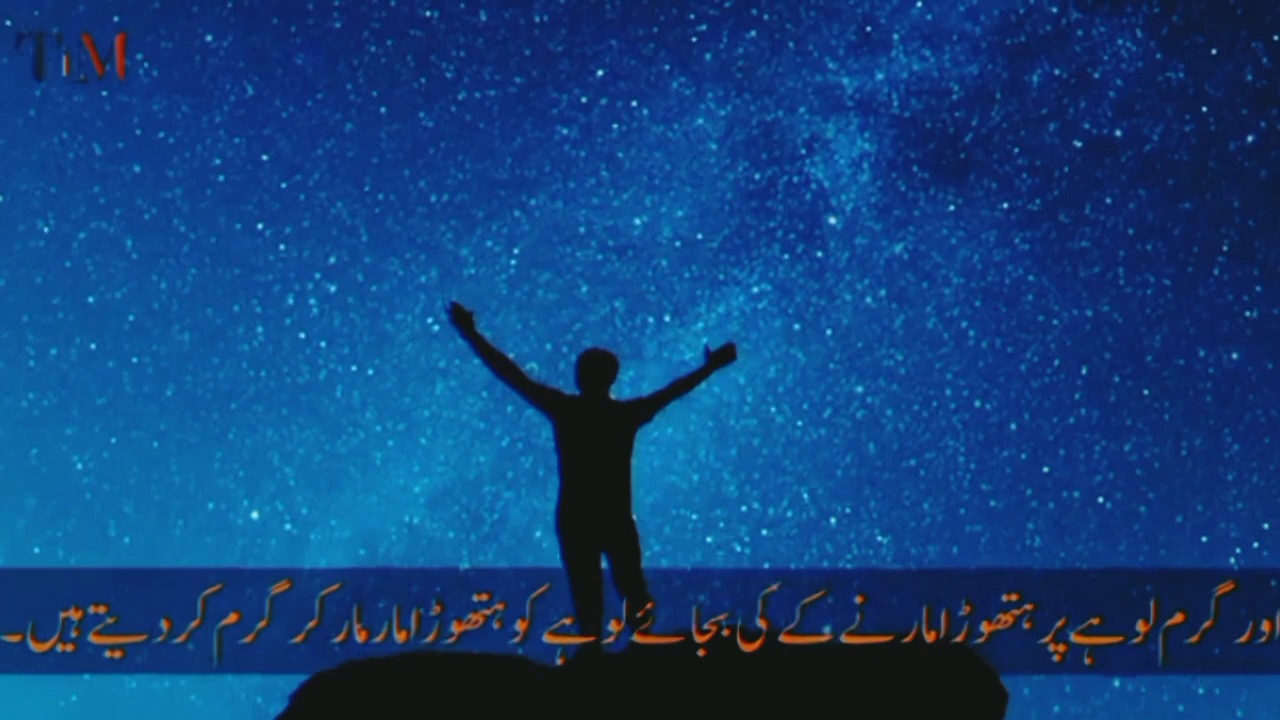 TLM
اور گرم لوہے پر ہتھوڑا مارنے کے کی بجائے لوہے کو ہتھوڑا مار مار کر گرم کر دیتے ہیں۔